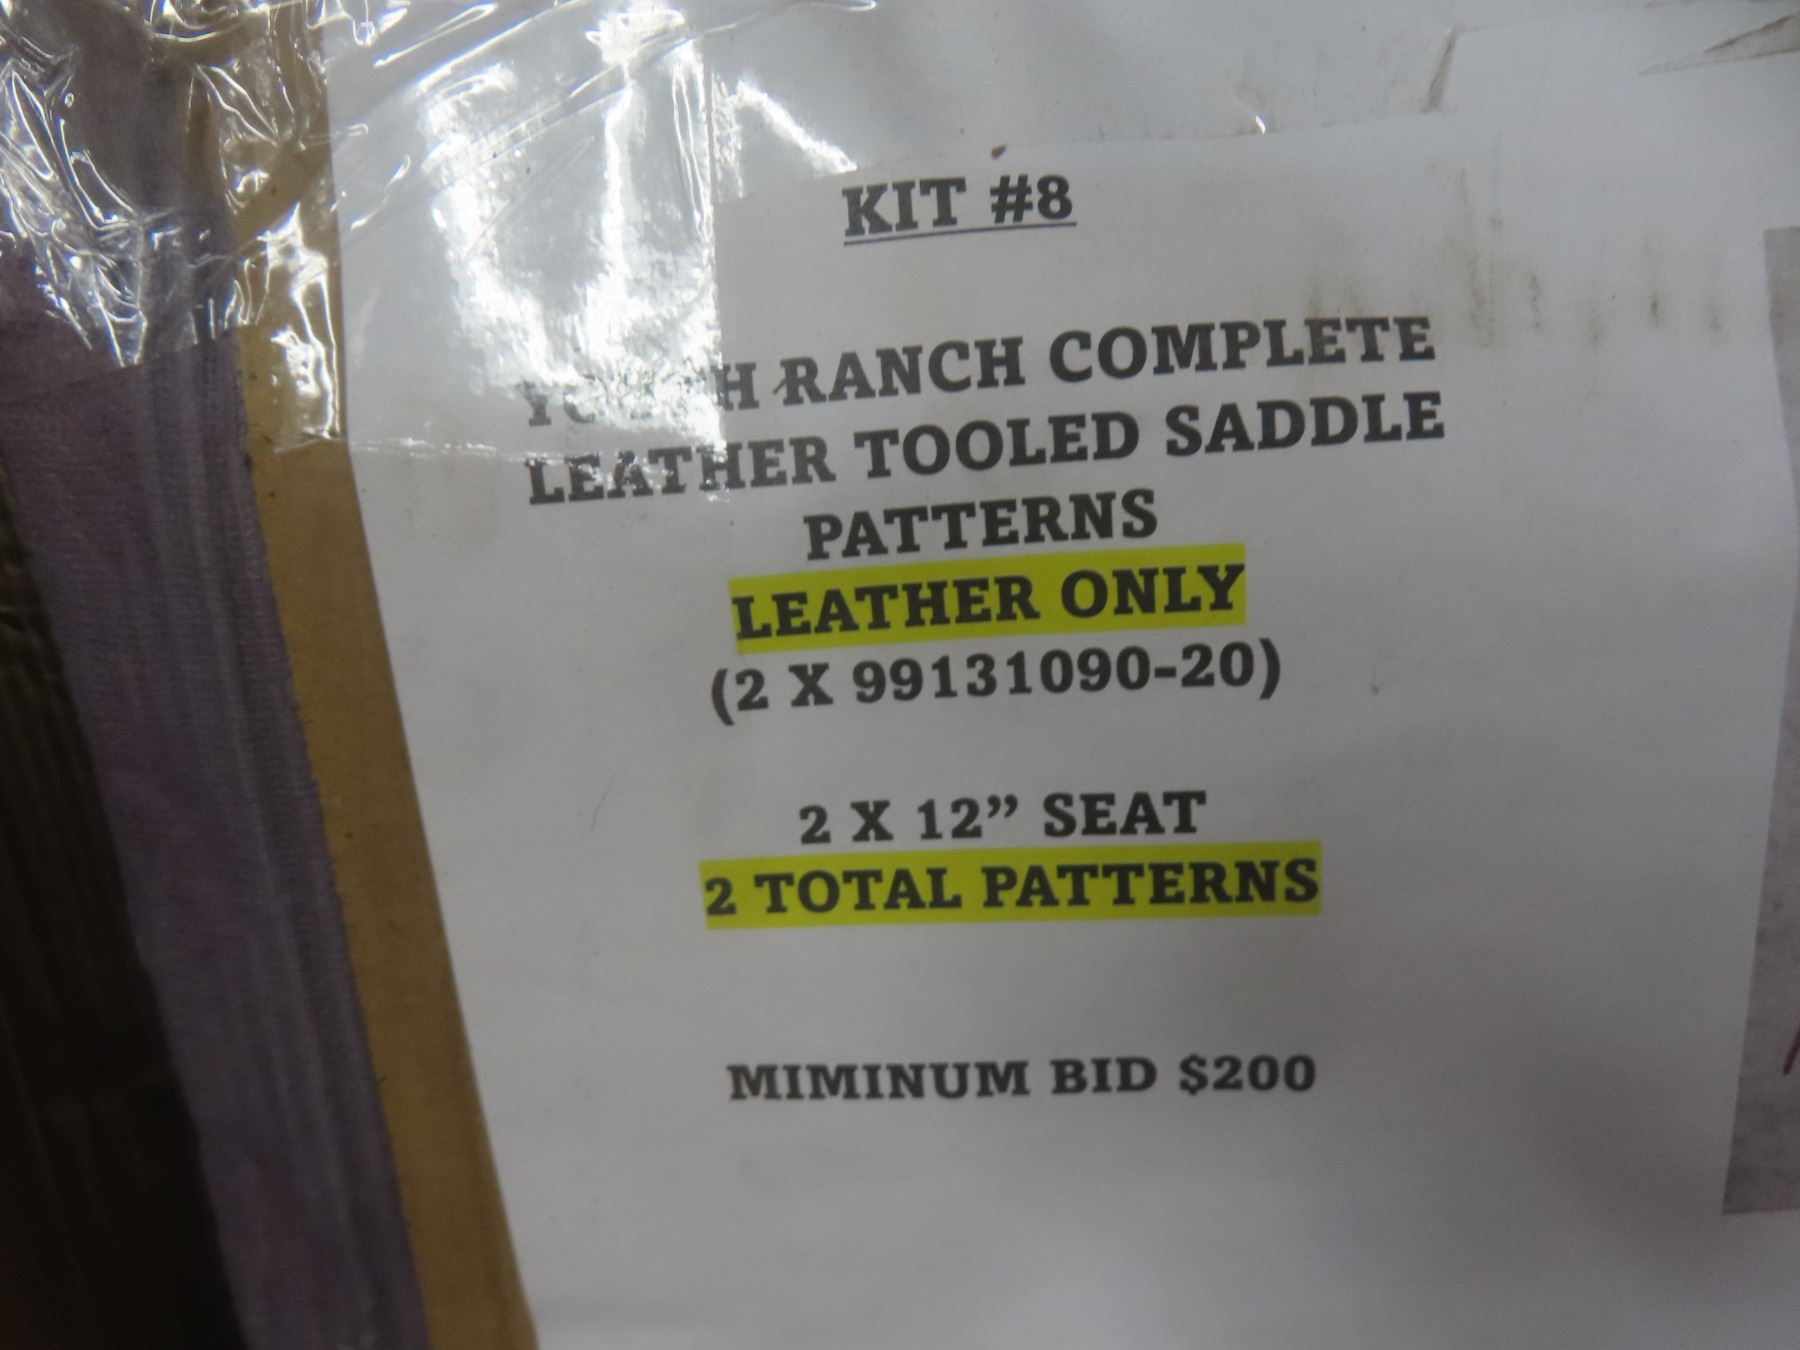 KIT #8
YOUTH RANCH COMPLETE
LEATHER TOOLED SADDLE
PATTERNS
LEATHER ONLY
(2 X 99131090-20)
2 X 12” SEAT
2 TOTAL PATTERNS
MIMINUM BID $200